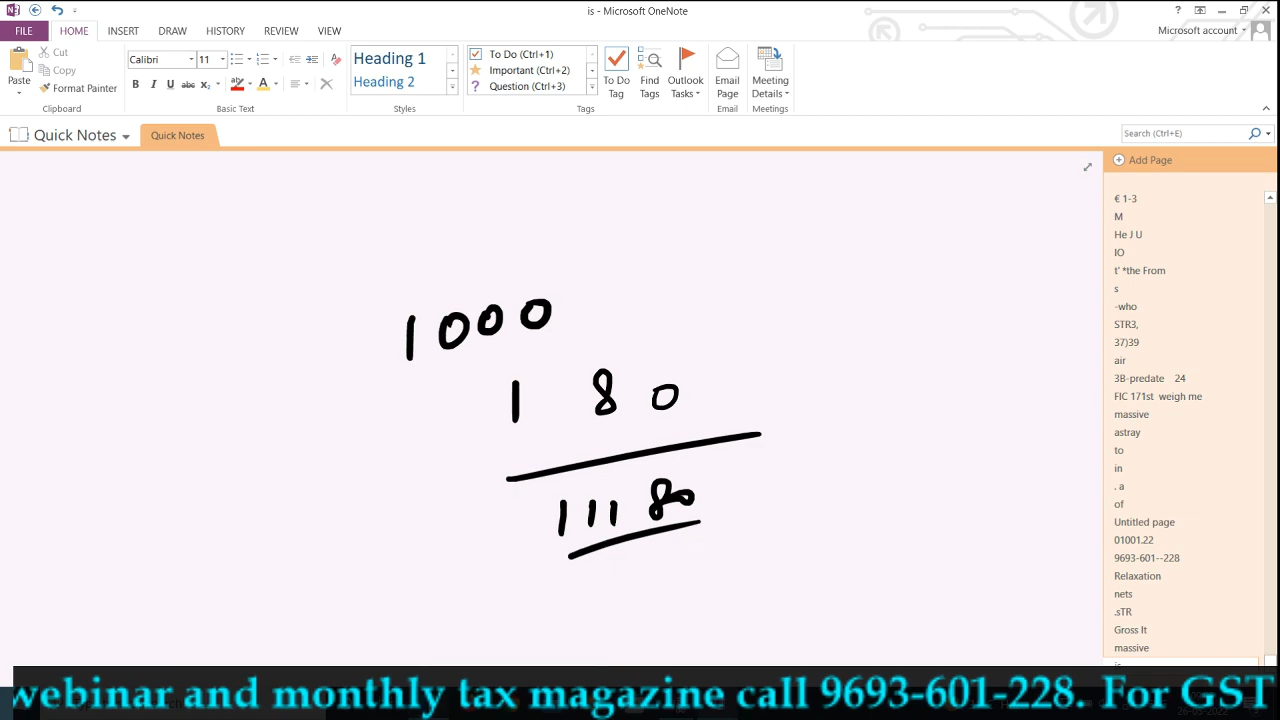 is - Microsoft OneNote
?
FILE HOME INSERT DRAW HISTORY REVIEW VIEW
Microsoft account
Paste
Cut
Copy
Format Painter
Clipboard
Calibri 11
B I U abc X₂
Basic Text
Heading 1
Heading 2
Styles
To Do (Ctrl+1)
Important (Ctrl+2)
? Question (Ctrl+3)
Tags
To Do Tag
Find Tags
Outlook Tasks
Email Page
Email
Meeting Details
Meetings
Quick Notes
Quick Notes
Search (Ctrl+E)
Add Page
€ 1-3
M
He J U
IO
t' *the From
s
-who
STR3,
37)39
air
3B-predate 24
FIC 171st weigh me
massive
astray
to
in
. a
of
Untitled page
01001.22
9693-601--228
Relaxation
nets
.sTR
Gross It
massive
is
1000
180
11180
webinar and monthly tax magazine call 9693-601-228. For GST